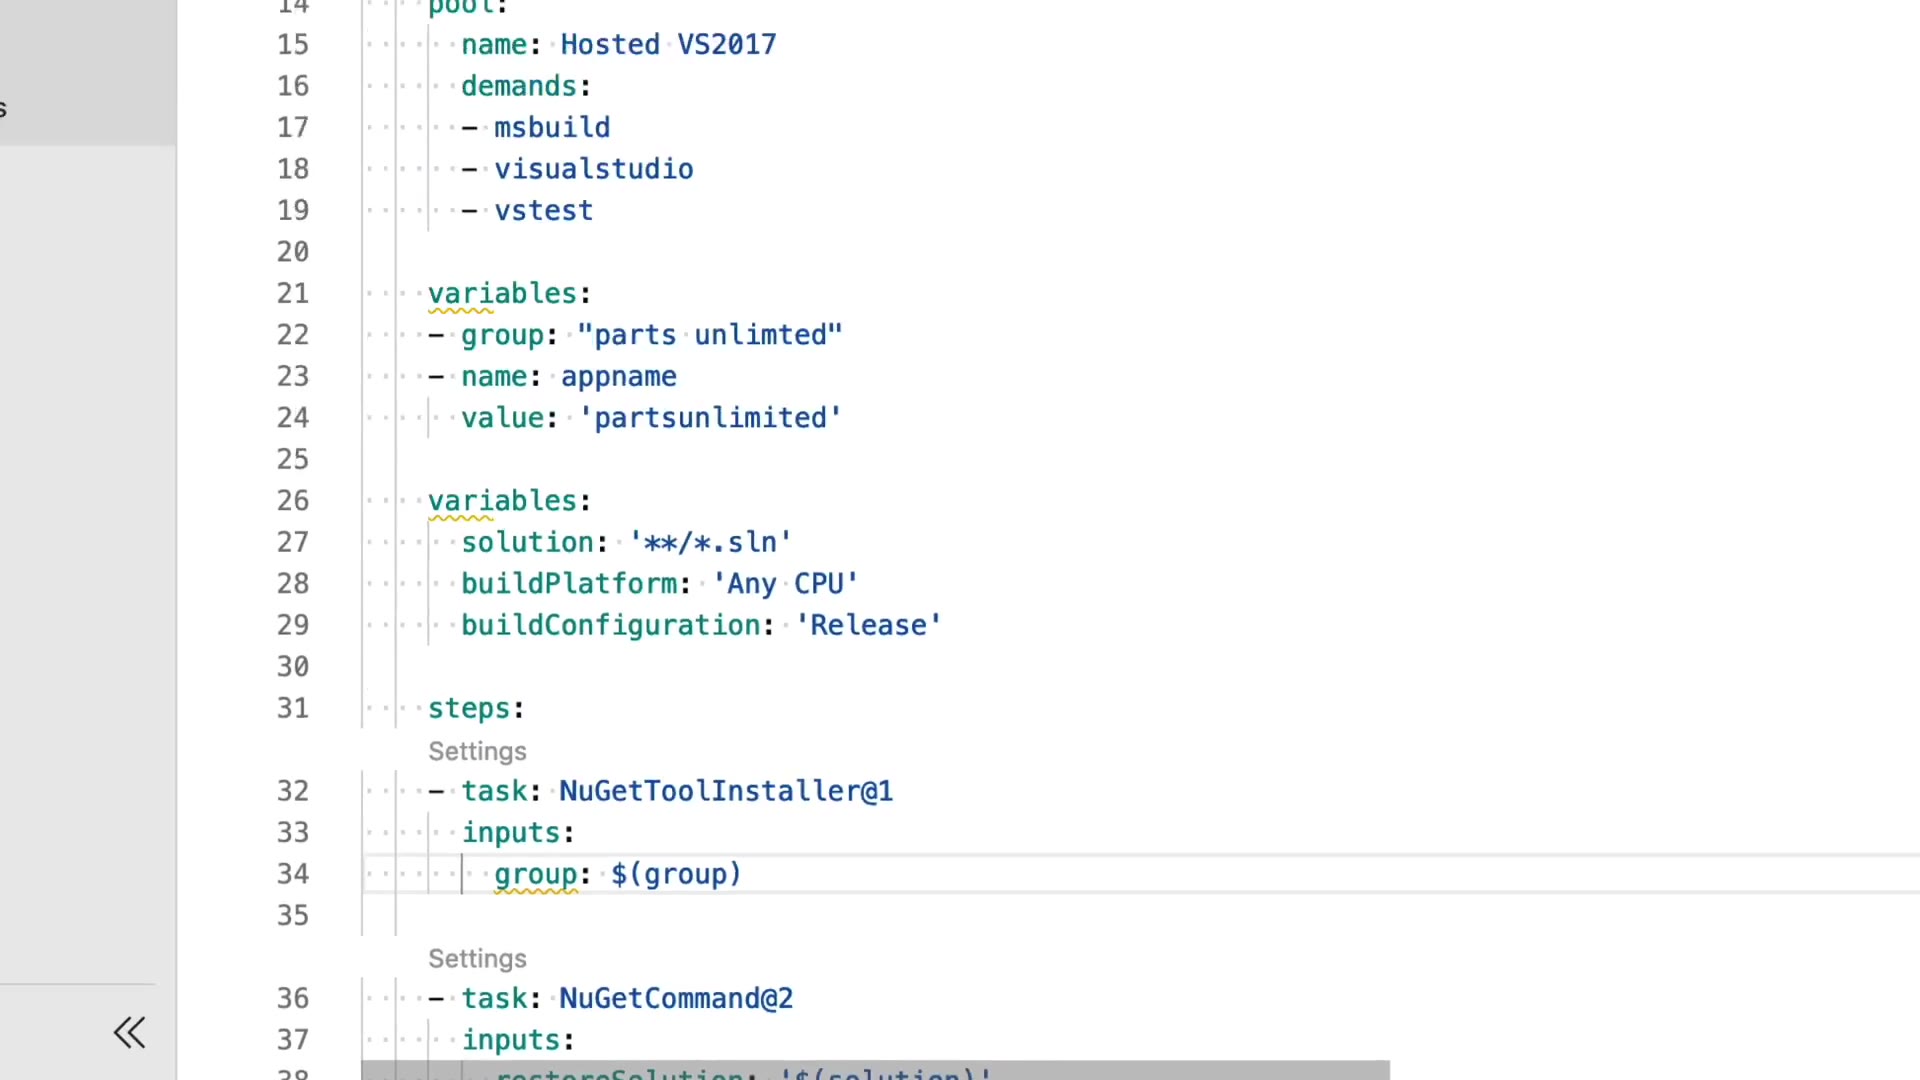 14 pool:
s
15 name: Hosted VS2017
16 demands:
17 - msbuild
18 - visualstudio
19 - vstest
20
21 variables:
22 - group: "parts unlimted"
23 - name: appname
24 value: 'partsunlimited'
25
26 variables:
27 solution: '**/*.sln'
28 buildPlatform: 'Any CPU'
29 buildConfiguration: 'Release'
30
31 steps:
Settings
32 - task: NuGetToolInstaller@1
33 inputs:
34 group: $(group)
35
Settings
36 - task: NuGetCommand@2
37 inputs:
38 restoreSolution: '$(solution)'